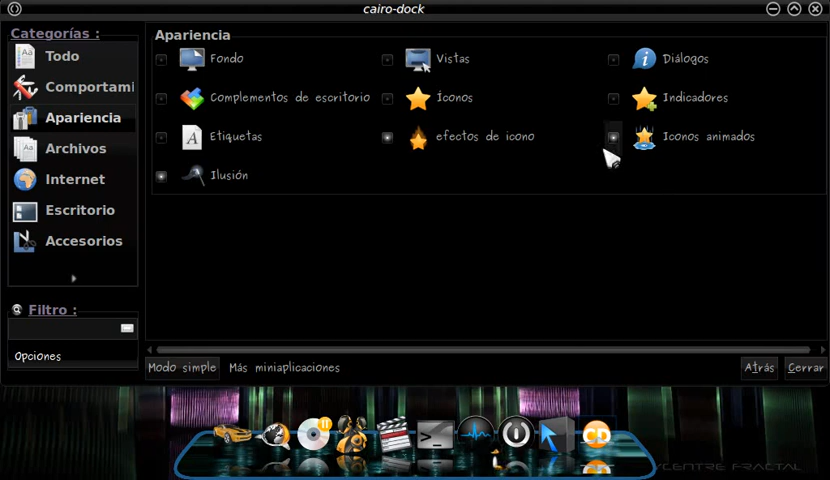 cairo-dock
Categorías :
Todo
Comportami
Apariencia
Archivos
Internet
Escritorio
Accesorios
Filtro :
Opciones
Apariencia
Fondo
Vistas
Diálogos
Complementos de escritorio
Íconos
Indicadores
Etiquetas
efectos de icono
Iconos animados
Ilusión
Modo simple
Más miniaplicaciones
Atrás
Cerrar
CENTRE FRACTAL